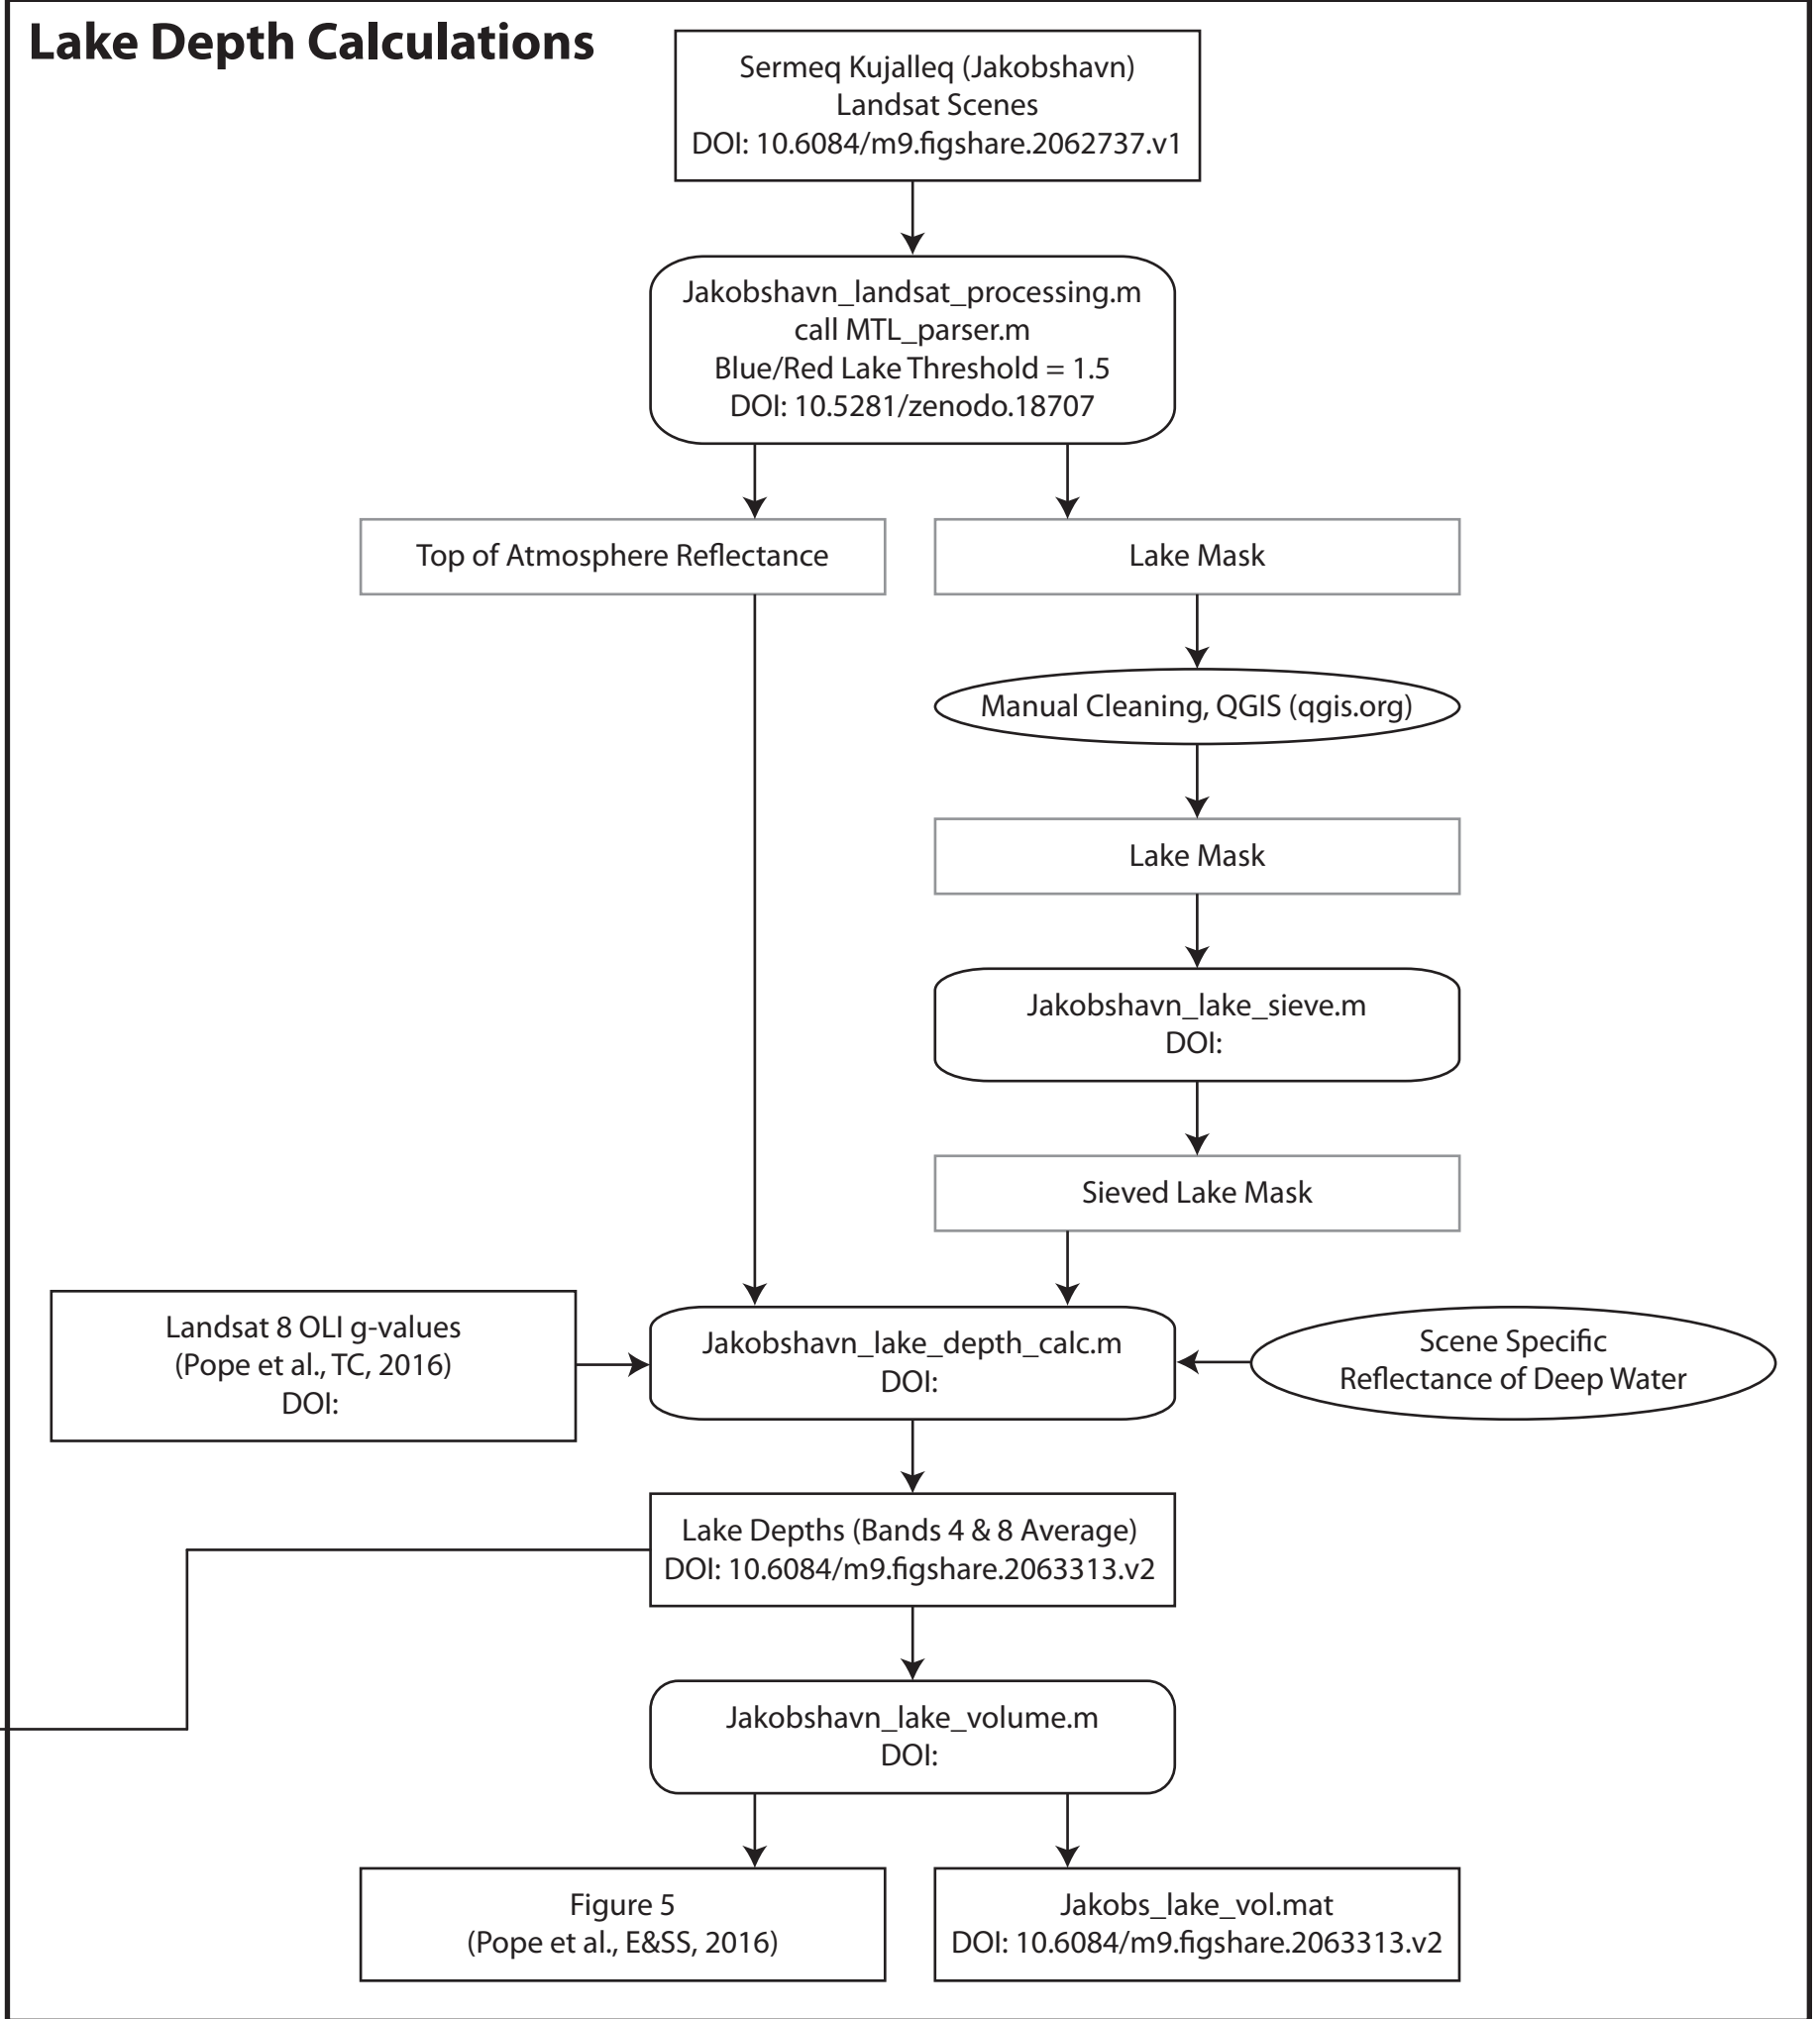 Lake Depth Calculations
Sermeq Kujalleq (Jakobshavn)
Landsat Scenes
DOI: 10.6084/m9.figshare.2062737.v1
Jakobshavn_landsat_processing.m
call MTL_parser.m
Blue/Red Lake Threshold = 1.5
DOI: 10.5281/zenodo.18707
Top of Atmosphere Reflectance
Lake Mask
Manual Cleaning, QGIS (qgis.org)
Lake Mask
Jakobshavn_lake_sieve.m
DOI:
Sieved Lake Mask
Landsat 8 OLI g-values
(Pope et al., TC, 2016)
DOI:
Jakobshavn_lake_depth_calc.m
DOI:
Scene Specific
Reflectance of Deep Water
Lake Depths (Bands 4 & 8 Average)
DOI: 10.6084/m9.figshare.2063313.v2
Jakobshavn_lake_volume.m
DOI:
Figure 5
(Pope et al., E&SS, 2016)
Jakobs_lake_vol.mat
DOI: 10.6084/m9.figshare.2063313.v2